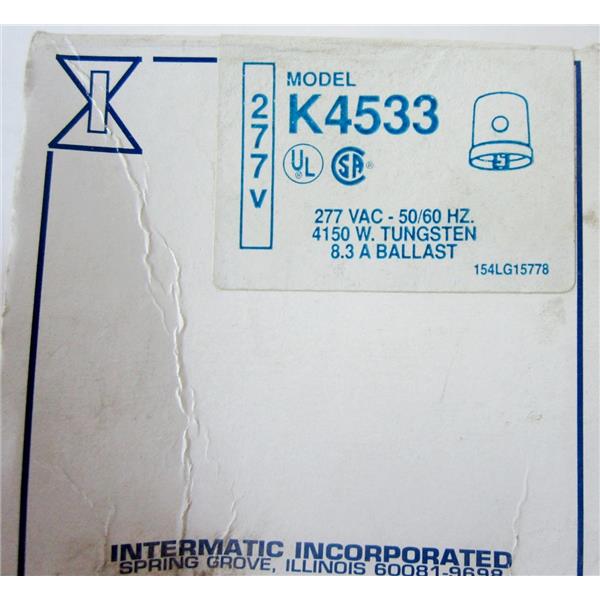 MODEL
K4533
277V
UL
SA
277 VAC - 50/60 HZ.
4150 W. TUNGSTEN
8.3 A BALLAST
154LG15778
INTERMATIC INCORPORATED
SPRING GROVE, ILLINOIS 60081-9698